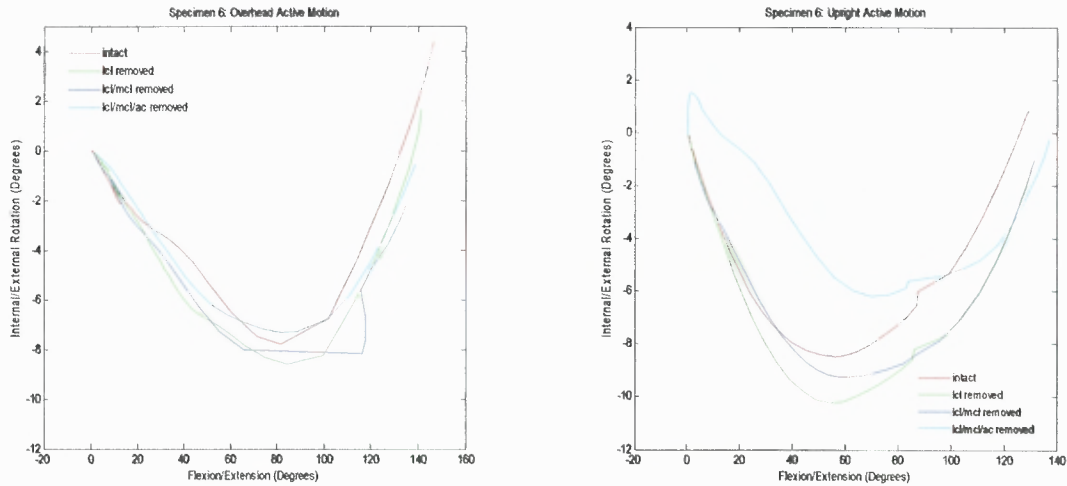 Specimen 6: Overhead Active Motion
4
2
0
-2
-4
-6
-8
-10
-12
Internal/External Rotation (Degrees)
intact
lcl removed
lcl/mcl removed
lcl/mcl/ac removed
-20 0 20 40 60 80 100 120 140 160
Flexion/Extension (Degrees)
Specimen 6: Upright Active Motion
4
2
0
-2
-4
-6
-8
-10
-12
Internal/External Rotation (Degrees)
intact
lcl removed
lcl/mcl removed
lcl/mcl/ac removed
-20 0 20 40 60 80 100 120 140
Flexion/Extension (Degrees)